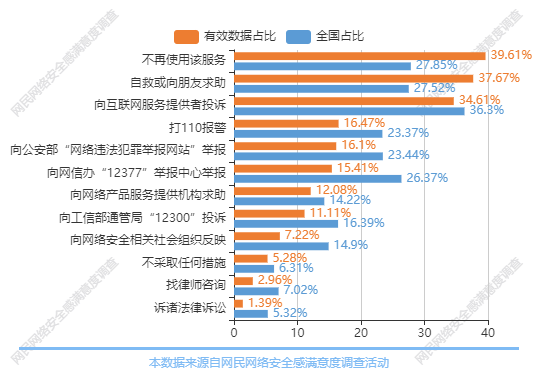 有效数据占比 全国占比
不再使用该服务 39.61% 27.85%
自救或向朋友求助 37.67% 27.52%
向互联网服务提供者投诉 34.61% 36.3%
打110报警 16.47% 23.37%
向公安部“网络违法犯罪举报网站”举报 16.1% 23.44%
向网信办“12377”举报中心举报 15.41% 26.37%
向网络产品服务提供机构求助 12.08% 14.22%
向工信部通管局“12300”投诉 11.11% 16.39%
向网络安全相关社会组织反映 7.22% 14.9%
不采取任何措施 5.28% 6.31%
找律师咨询 2.96% 7.02%
诉诸法律诉讼 1.39% 5.32%
0 10 20 30 40
本数据来源自网民网络安全感满意度调查活动
网民网络安全感满意度调查
网民网络安全感满意度调查
网民网络安全感满意度调查
网民网络安全感满意度调查